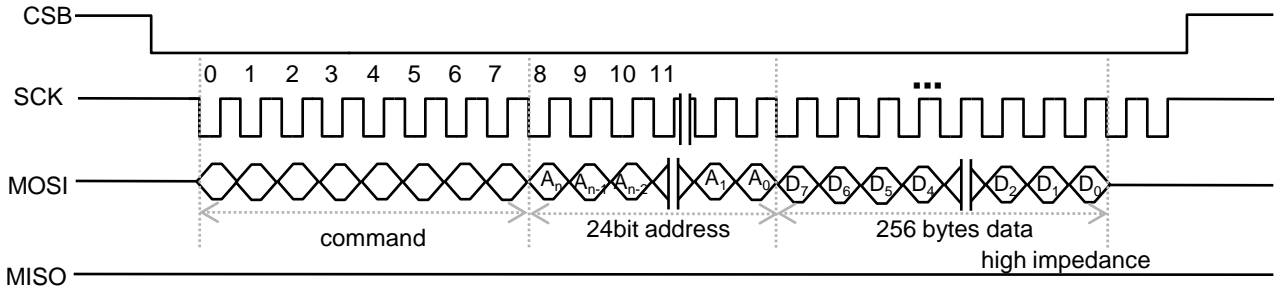 CSB
0 1 2 3 4 5 6 7 8 9 10 11 ...
SCK
MOSI Aₙ Aₙ₋₁ Aₙ₋₂ A₁ A₀ D₇ D₆ D₅ D₄ D₂ D₁ D₀
command 24bit address 256 bytes data
high impedance
MISO